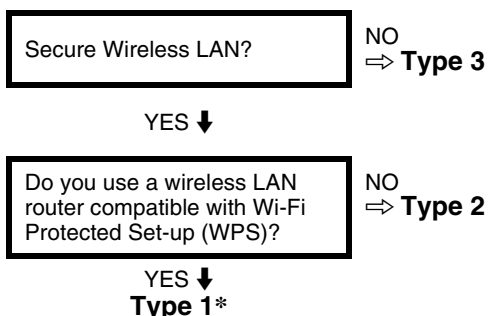 Secure Wireless LAN?
NO
⇨ Type 3
YES ⬇
Do you use a wireless LAN
router compatible with Wi-Fi
Protected Set-up (WPS)?
NO
⇨ Type 2
YES ⬇
Type 1*